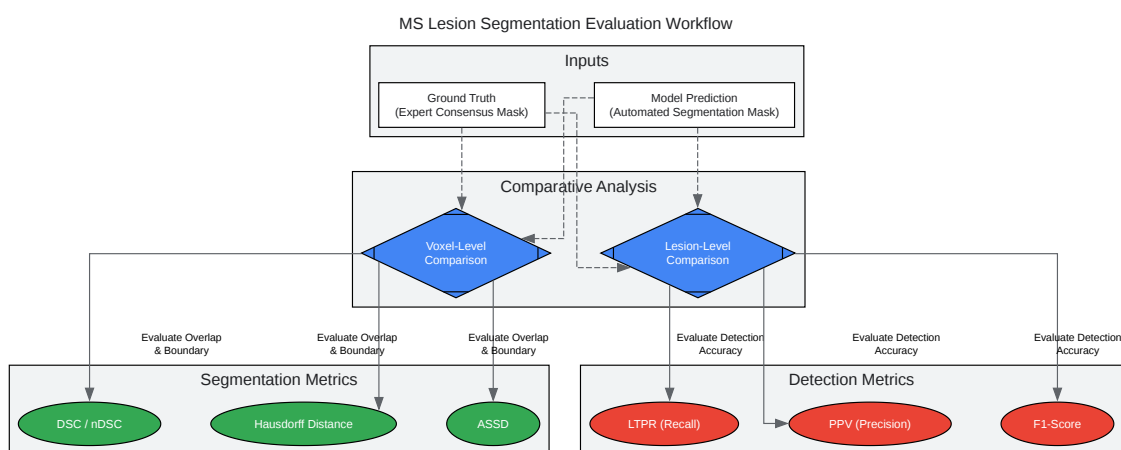 MS Lesion Segmentation Evaluation Workflow
Inputs
Ground Truth
(Expert Consensus Mask)
Model Prediction
(Automated Segmentation Mask)
Comparative Analysis
Voxel-Level
Comparison
Lesion-Level
Comparison
Evaluate Overlap
& Boundary
Evaluate Overlap
& Boundary
Evaluate Overlap
& Boundary
Evaluate Detection
Accuracy
Evaluate Detection
Accuracy
Evaluate Detection
Accuracy
Segmentation Metrics
DSC / nDSC
Hausdorff Distance
ASSD
Detection Metrics
LTPR (Recall)
PPV (Precision)
F1-Score